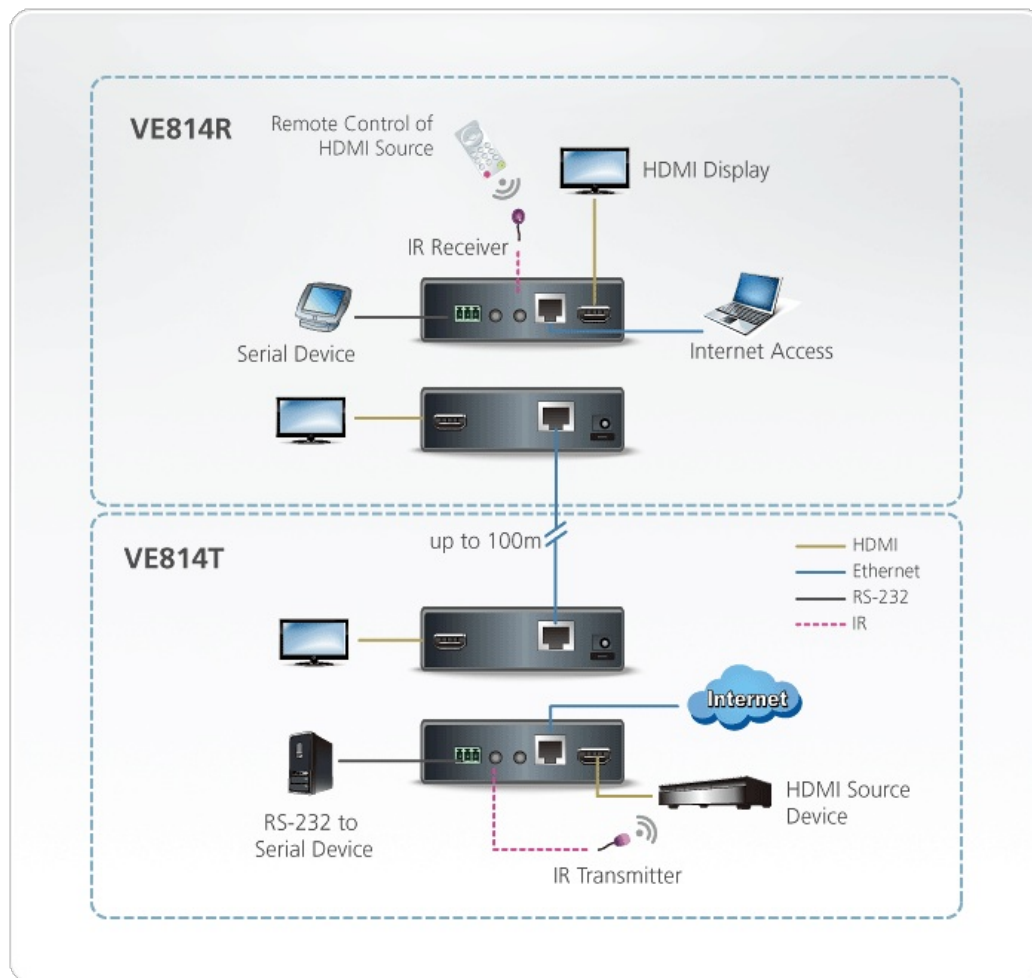 VE814R
Remote Control of
HDMI Source
HDMI Display
IR Receiver
Serial Device
Internet Access
up to 100m
VE814T
HDMI
Ethernet
RS-232
IR
Internet
HDMI Source
Device
RS-232 to
Serial Device
IR Transmitter